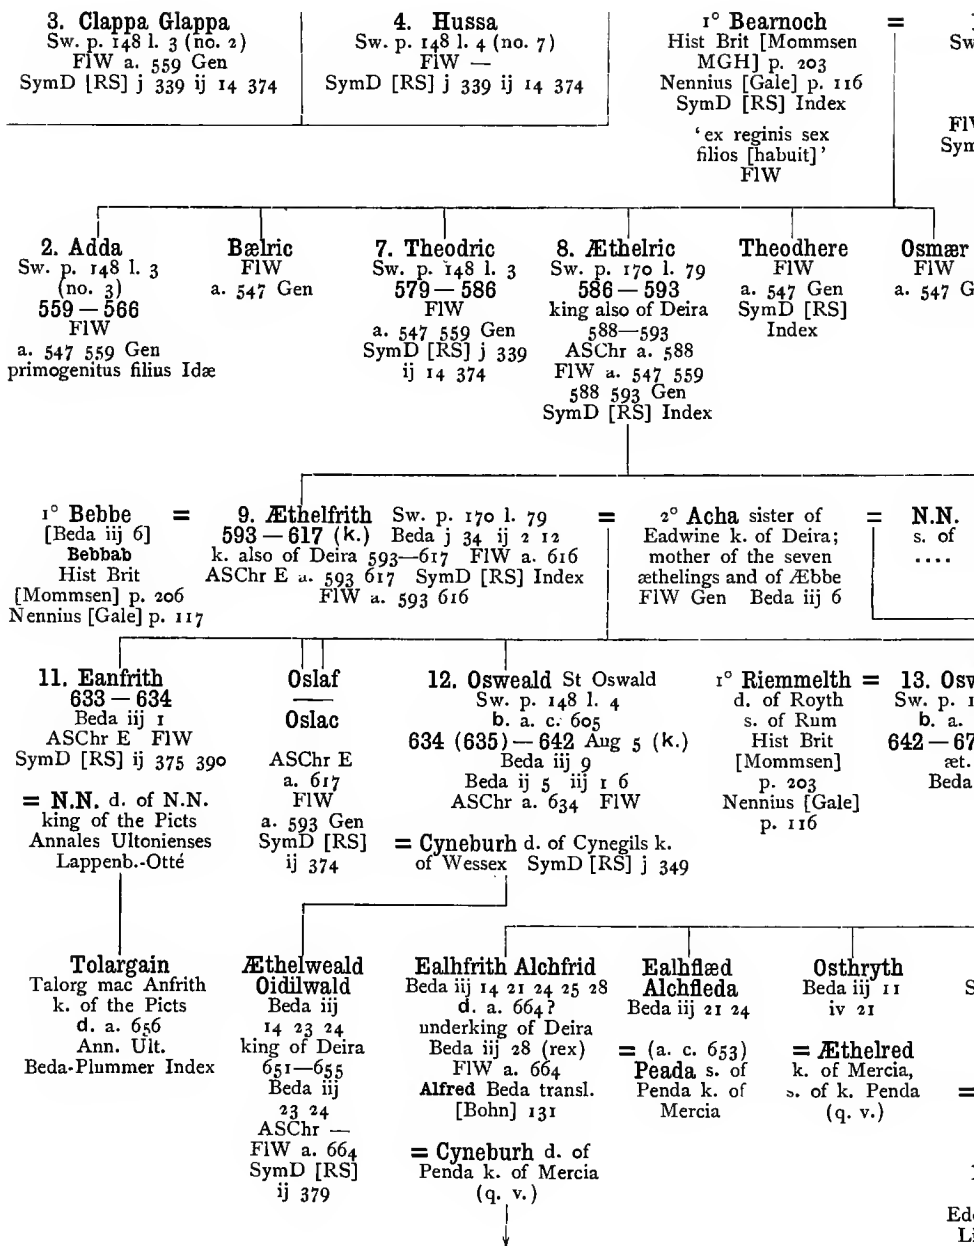 3. Clappa Glappa
Sw. p. 148 l. 3 (no. 2)
FlW a. 559 Gen
SymD [RS] j 339 ij 14 374
4. Hussa
Sw. p. 148 l. 4 (no. 7)
FlW —
SymD [RS] j 339 ij 14 374
1° Bearnoch =
Hist Brit [Mommsen
MGH] p. 203
Nennius [Gale] p. 116
SymD [RS] Index
‘ex reginis sex
filios [habuit]’
FlW
Sw
Sym
2. Adda
Sw. p. 148 l. 3
(no. 3)
559 – 566
FlW
a. 547 559 Gen
primogenitus filius Idæ
Bælric
FlW
a. 547 Gen
7. Theodric
Sw. p. 148 l. 3
579 – 586
FlW
a. 547 559 Gen
SymD [RS] j 339
ij 14 374
8. Æthelric
Sw. p. 170 l. 79
586 – 593
king also of Deira
588—593
ASChr a. 588
FlW a. 547 559
588 593 Gen
SymD [RS] Index
Theodhere
FlW
a. 547 Gen
SymD [RS]
Index
Osmær
FlW
a. 547 G
1° Bebbe =
[Beda iij 6]
Bebbab
Hist Brit
[Mommsen] p. 206
Nennius [Gale] p. 117
9. Æthelfrith Sw. p. 170 l. 79 =
593 – 617 (k.) Beda j 34 ij 2 12
k. also of Deira 593—617 FlW a. 616
ASChr E a. 593 617 SymD [RS] Index
FlW a. 593 616
2° Acha sister of =
Eadwine k. of Deira;
mother of the seven
æthelings and of Æbbe
FlW Gen Beda iij 6
N.N.
s. of
....
11. Eanfrith
633 – 634
Beda iij 1
ASChr E FlW
SymD [RS] ij 375 390
= N.N. d. of N.N.
king of the Picts
Annales Ultonienses
Lappenb.-Otté
Oslaf
Oslac
ASChr E
a. 617
FlW
a. 593 Gen
SymD [RS]
ij 374
12. Osweald St Oswald
Sw. p. 148 l. 4
b. a. c. 605
634 (635) – 642 Aug 5 (k.)
Beda iij 9
Beda ij 5 iij 1 6
ASChr a. 634 FlW
= Cyneburh d. of Cynegils k.
of Wessex SymD [RS] j 349
1° Riemmelth =
d. of Royth
s. of Rum
Hist Brit
[Mommsen]
p. 203
Nennius [Gale]
p. 116
13. Osw
Sw. p. 1
b. a.
642 – 67
æt.
Beda
Tolargain
Talorg mac Anfrith
k. of the Picts
d. a. 656
Ann. Ult.
Beda-Plummer Index
Æthelweald
Oidilwald
Beda iij
14 23 24
king of Deira
651—655
Beda iij
23 24
ASChr —
FlW a. 664
SymD [RS]
ij 379
Ealhfrith Alchfrid
Beda iij 14 21 24 25 28
d. a. 664?
underking of Deira
Beda iij 28 (rex)
FlW a. 664
Alfred Beda transl.
[Bohn] 131
= Cyneburh d. of
Penda k. of Mercia
(q. v.)
Ealhflæd
Alchfleda
Beda iij 21 24
= (a. c. 653)
Peada s. of
Penda k. of
Mercia
Osthryth
Beda iij 11
iv 21
= Æthelred
k. of Mercia,
s. of k. Penda
(q. v.)
S
=
Ede
Li